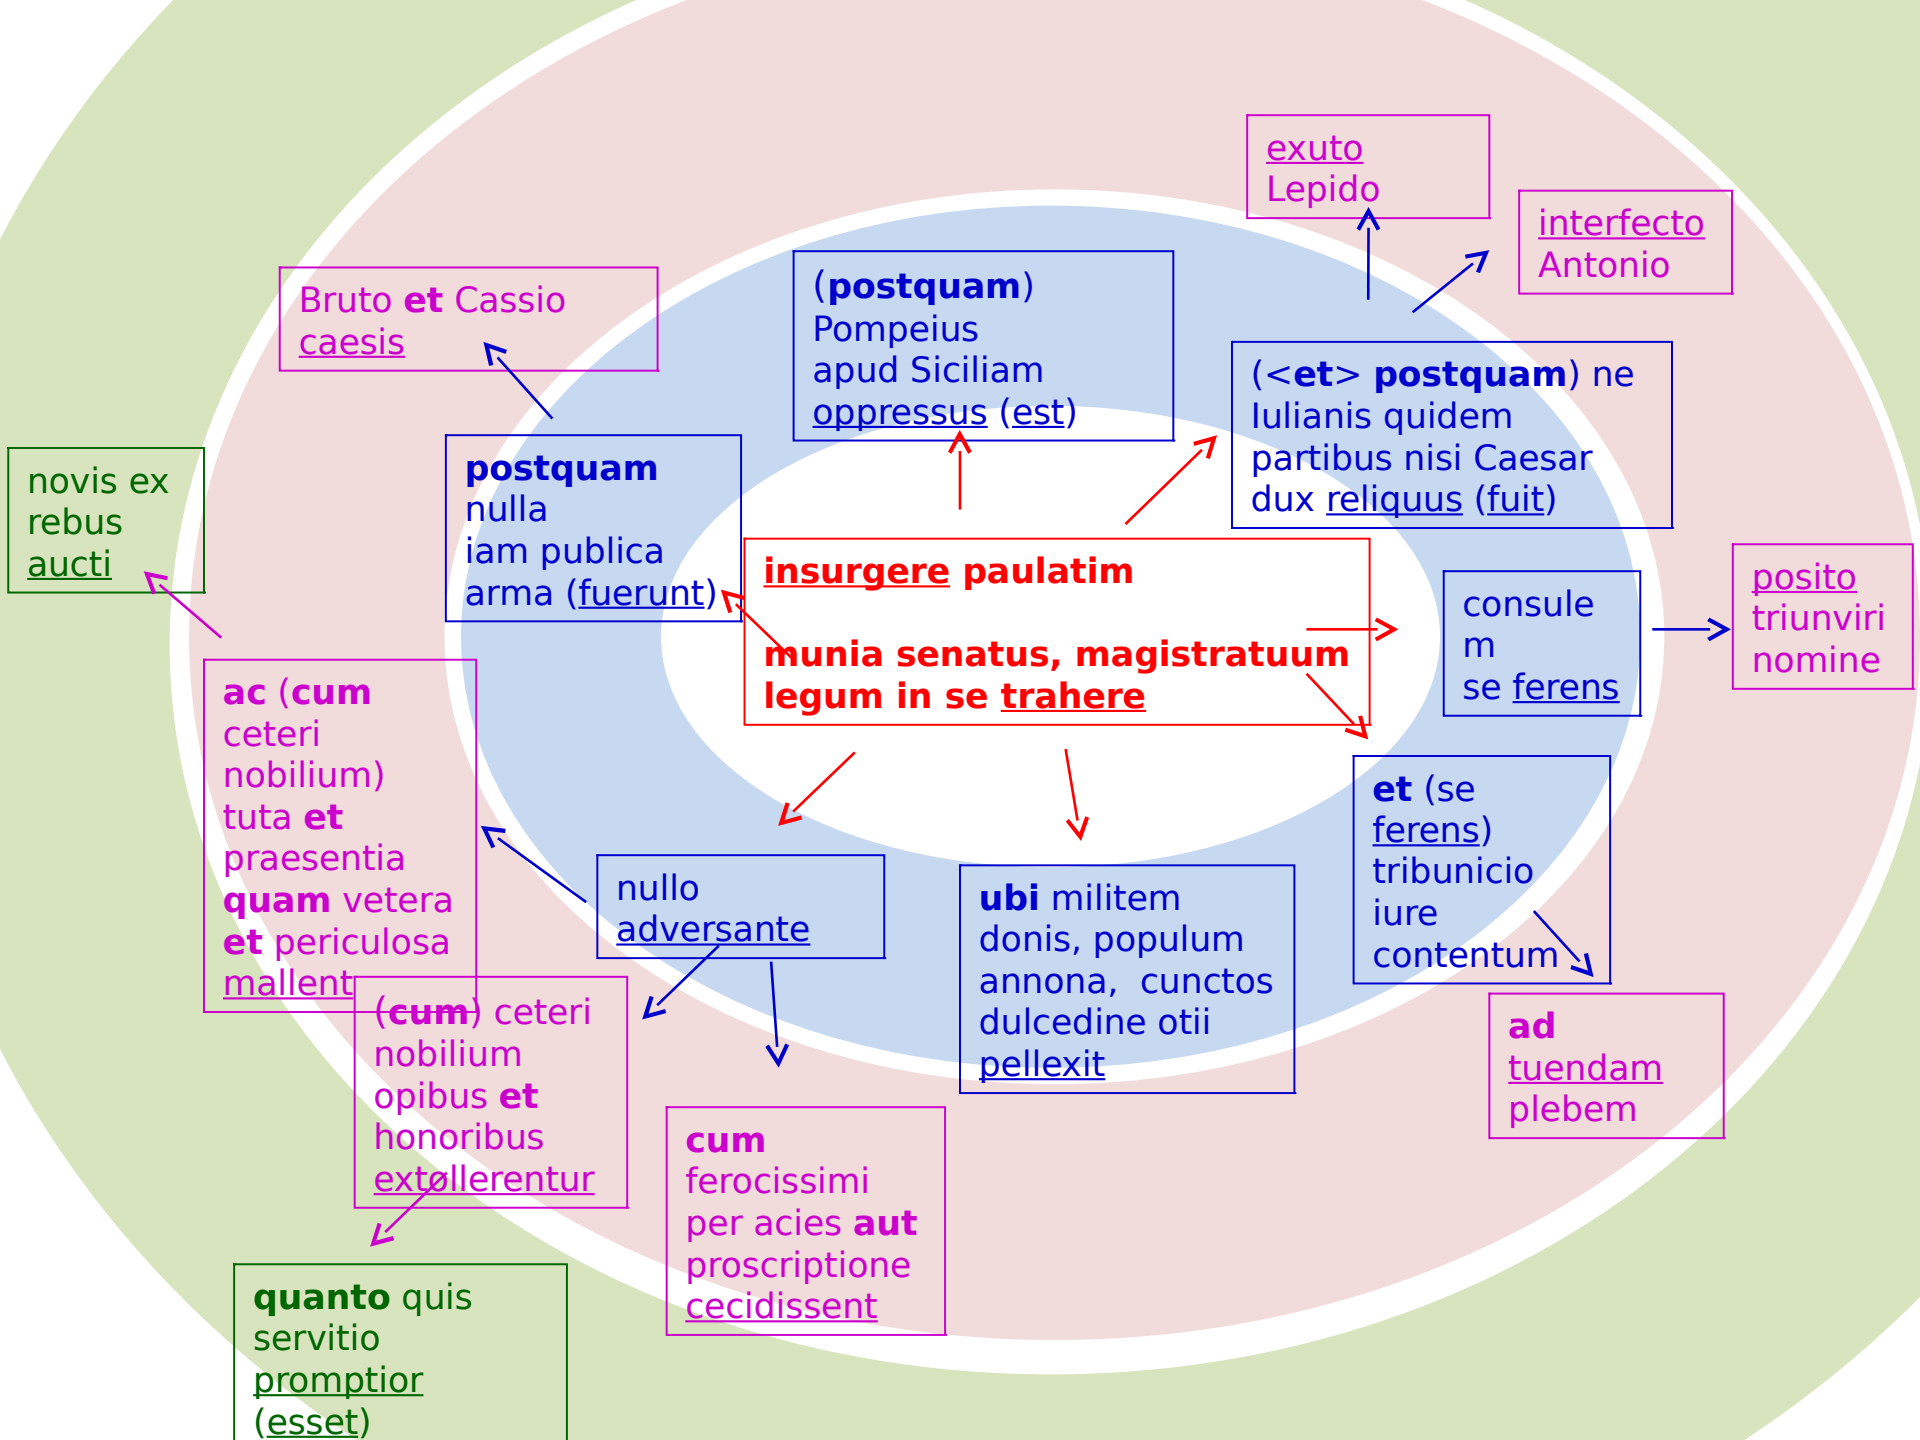 exuto
Lepido
interfecto
Antonio
Bruto et Cassio
caesis
(postquam)
Pompeius
apud Siciliam
oppressus (est)
(<et> postquam) ne
Iulianis quidem
partibus nisi Caesar
dux reliquus (fuit)
novis ex
rebus
aucti
postquam
nulla
iam publica
arma (fuerunt)
insurgere paulatim
munia senatus, magistratuum
legum in se trahere
consule
m
se ferens
posito
triunviri
nomine
ac (cum
ceteri
nobilium)
tuta et
praesentia
quam vetera
et periculosa
mallent
nullo
adversante
ubi militem
donis, populum
annona, cunctos
dulcedine otii
pellexit
et (se
ferens)
tribunicio
iure
contentum
(cum) ceteri
nobilium
opibus et
honoribus
extollerentur
ad
tuendam
plebem
cum
ferocissimi
per acies aut
proscriptione
cecidissent
quanto quis
servitio
promptior
(esset)